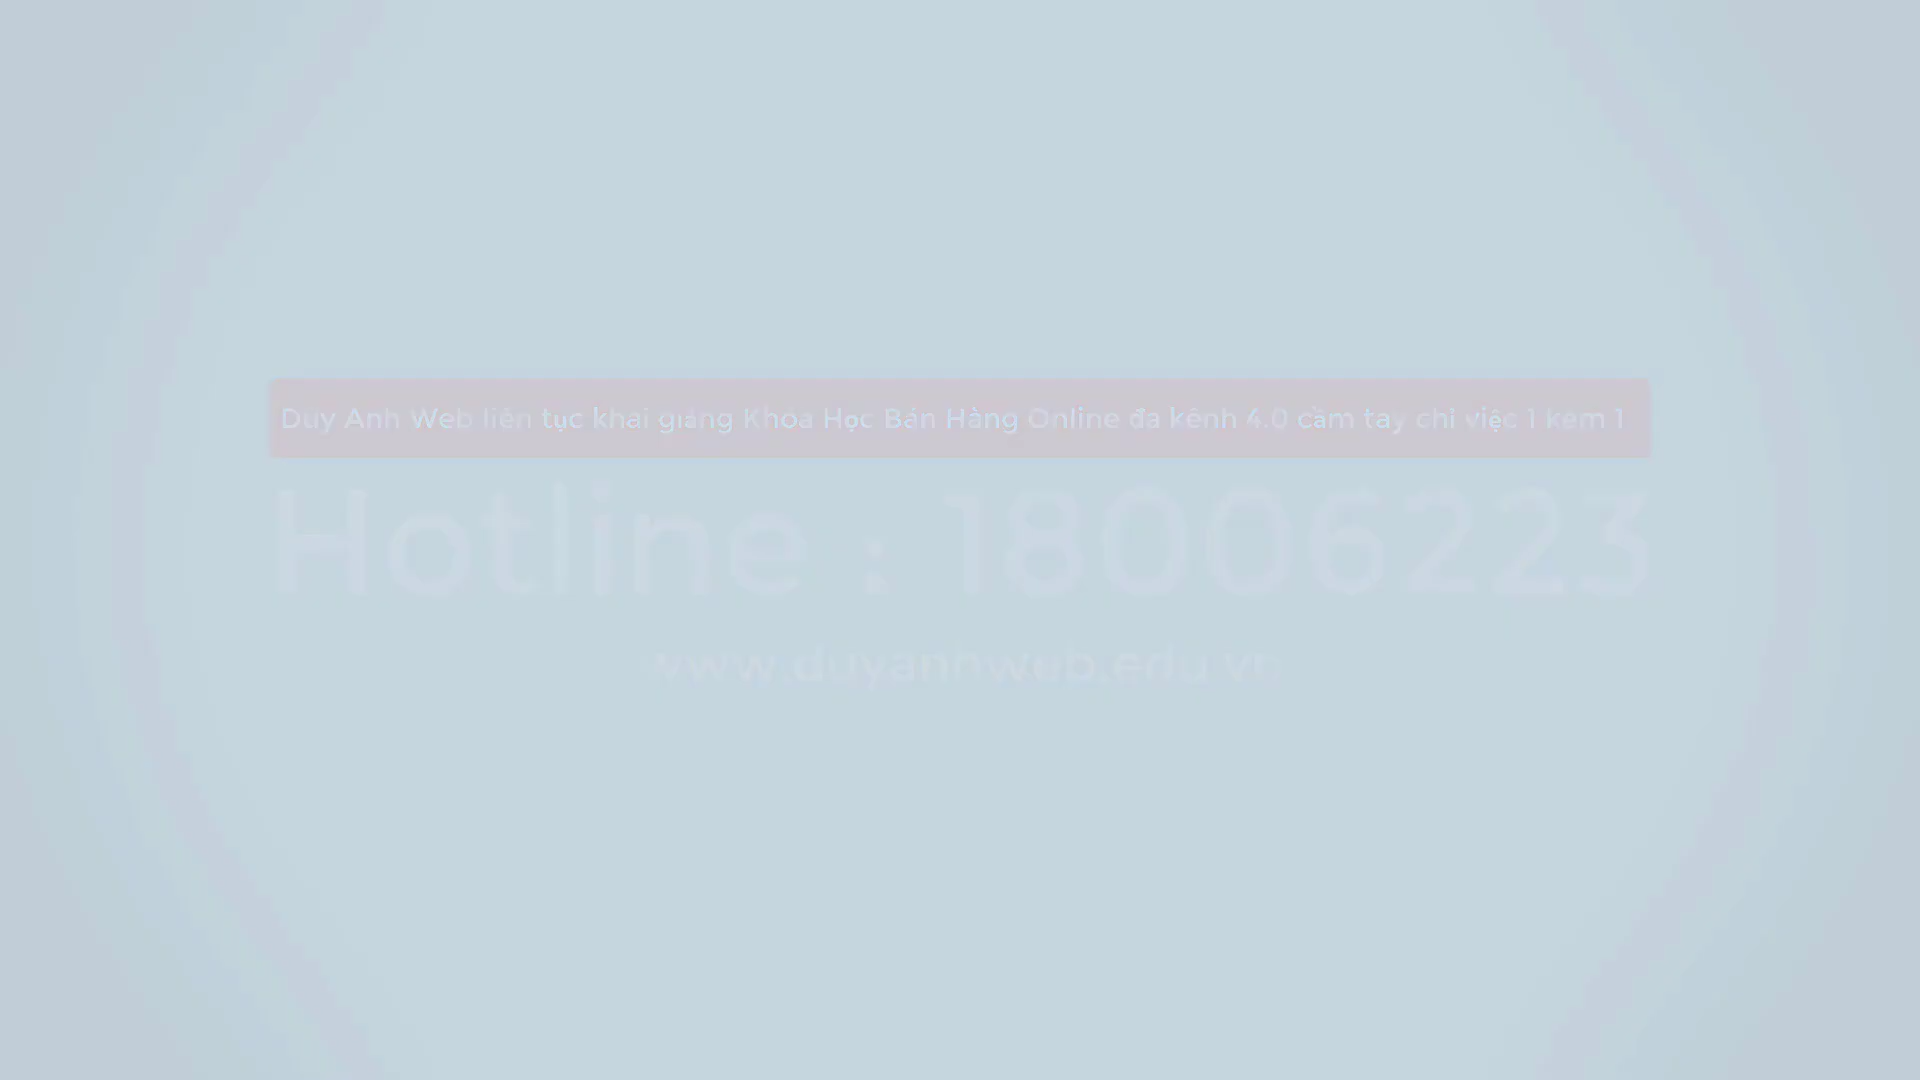 Duy Anh Web liên tục khai giảng Khóa Học Bán Hàng Online đa kênh 4.0 cầm tay chỉ việc 1 kèm 1
Hotline : 18006223
www.duyanhweb.edu.vn